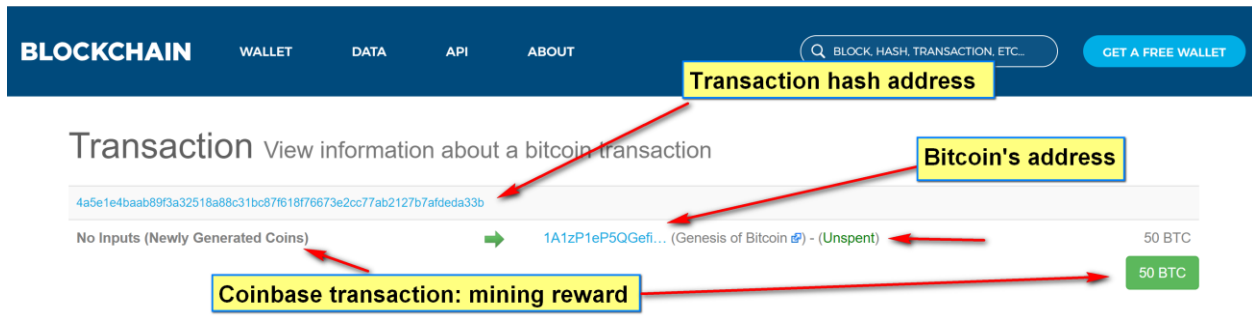 BLOCKCHAIN WALLET DATA API ABOUT BLOCK, HASH, TRANSACTION, ETC... GET A FREE WALLET
Transaction hash address
Transaction View information about a bitcoin transaction
Bitcoin's address
4a5e1e4baab89f3a32518a88c31bc87f618f76673e2cc77ab2127b7afdeda33b
No Inputs (Newly Generated Coins) 1A1zP1eP5QGefi... (Genesis of Bitcoin) - (Unspent) 50 BTC
50 BTC
Coinbase transaction: mining reward